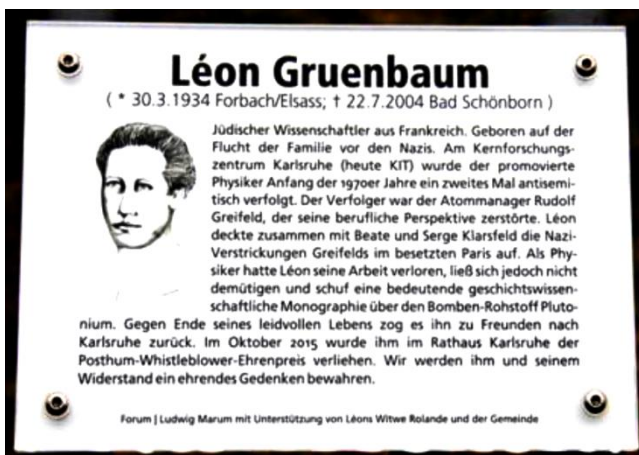 Léon Gruenbaum
( * 30.3.1934 Forbach/Elsass; † 22.7.2004 Bad Schönborn )
Jüdischer Wissenschaftler aus Frankreich. Geboren auf der
Flucht der Familie vor den Nazis. Am Kernforschungs-
zentrum Karlsruhe (heute KIT) wurde der promovierte
Physiker Anfang der 1970er Jahre ein zweites Mal antisemi-
tisch verfolgt. Der Verfolger war der Atommanager Rudolf
Greifeld, der seine berufliche Perspektive zerstörte. Léon
deckte zusammen mit Beate und Serge Klarsfeld die Nazi-
Verstrickungen Greifelds im besetzten Paris auf. Als Phy-
siker hatte Léon seine Arbeit verloren, ließ sich jedoch nicht
demütigen und schuf eine bedeutende geschichtswissen-
schaftliche Monographie über den Bomben-Rohstoff Pluto-
nium. Gegen Ende seines leidvollen Lebens zog es ihn zu Freunden nach
Karlsruhe zurück. Im Oktober 2015 wurde ihm im Rathaus Karlsruhe der
Posthum-Whistleblower-Ehrenpreis verliehen. Wir werden ihm und seinem
Widerstand ein ehrendes Gedenken bewahren.
Forum | Ludwig Marum mit Unterstützung von Léons Witwe Rolande und der Gemeinde